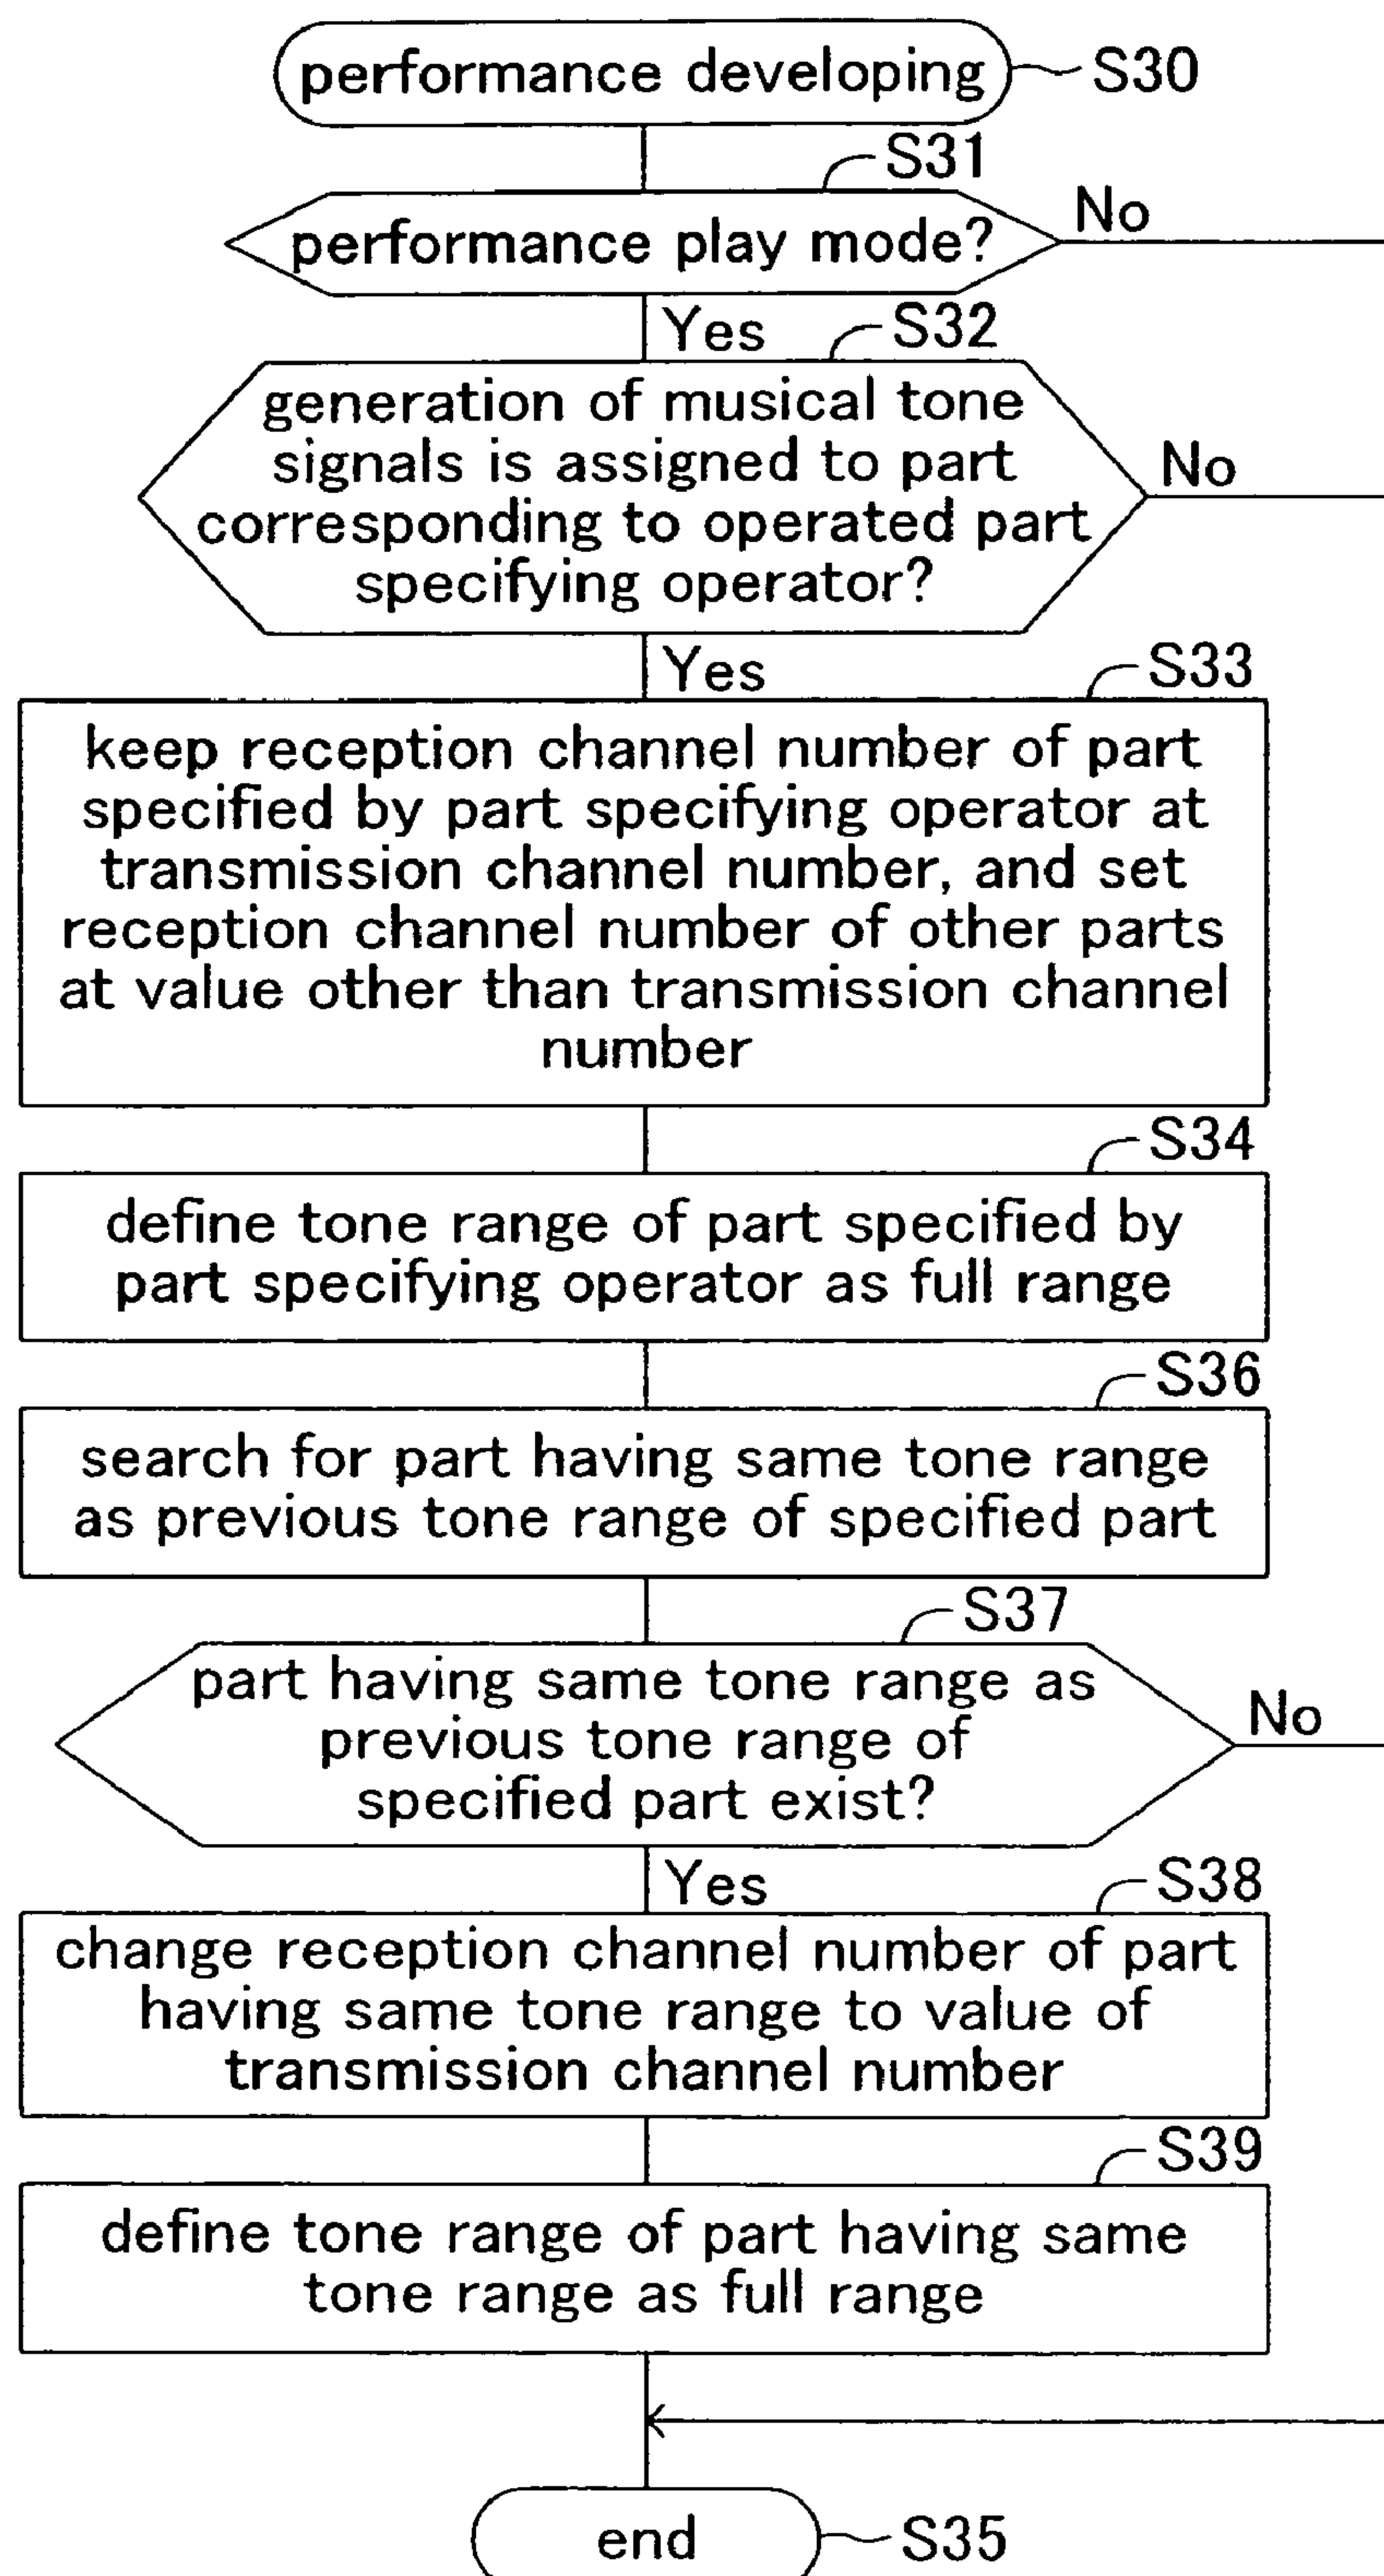 performance developing
S30
S31
performance play mode?
No
Yes
S32
generation of musical tone
signals is assigned to part
corresponding to operated part
specifying operator?
No
Yes
S33
keep reception channel number of part
specified by part specifying operator at
transmission channel number, and set
reception channel number of other parts
at value other than transmission channel
number
S34
define tone range of part specified by
part specifying operator as full range
S36
search for part having same tone range
as previous tone range of specified part
S37
part having same tone range as
previous tone range of
specified part exist?
No
Yes
S38
change reception channel number of part
having same tone range to value of
transmission channel number
S39
define tone range of part having same
tone range as full range
end
S35